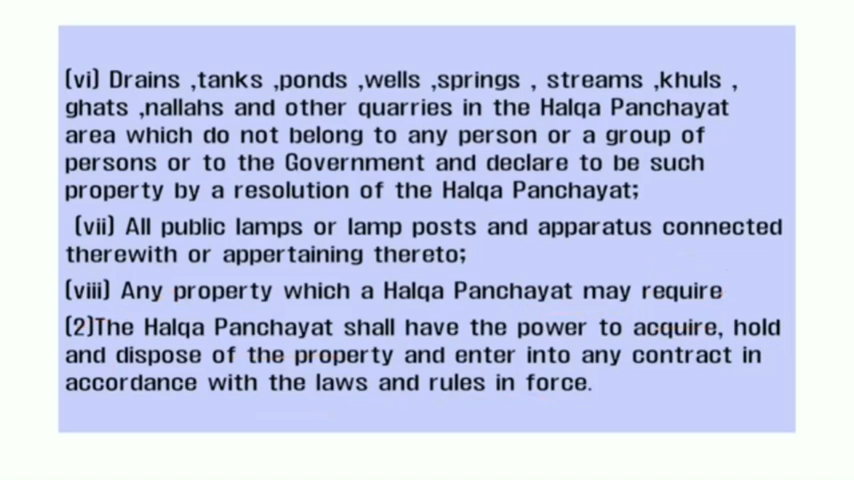 (vi) Drains ,tanks ,ponds ,wells ,springs , streams ,khuls ,
ghats ,nallahs and other quarries in the Halqa Panchayat
area which do not belong to any person or a group of
persons or to the Government and declare to be such
property by a resolution of the Halqa Panchayat;
(vii) All public lamps or lamp posts and apparatus connected
therewith or appertaining thereto;
(viii) Any property which a Halqa Panchayat may require
(2)The Halqa Panchayat shall have the power to acquire, hold
and dispose of the property and enter into any contract in
accordance with the laws and rules in force.